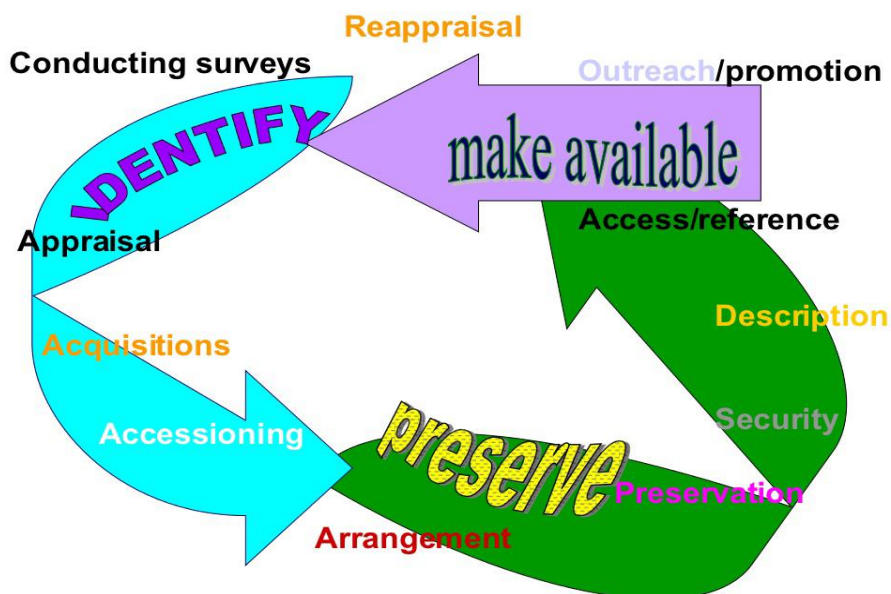 Reappraisal
Conducting surveys
Outreach/promotion
IDENTIFY
make available
Appraisal
Access/reference
Description
Acquisitions
Accessioning
Security
preserve
Preservation
Arrangement